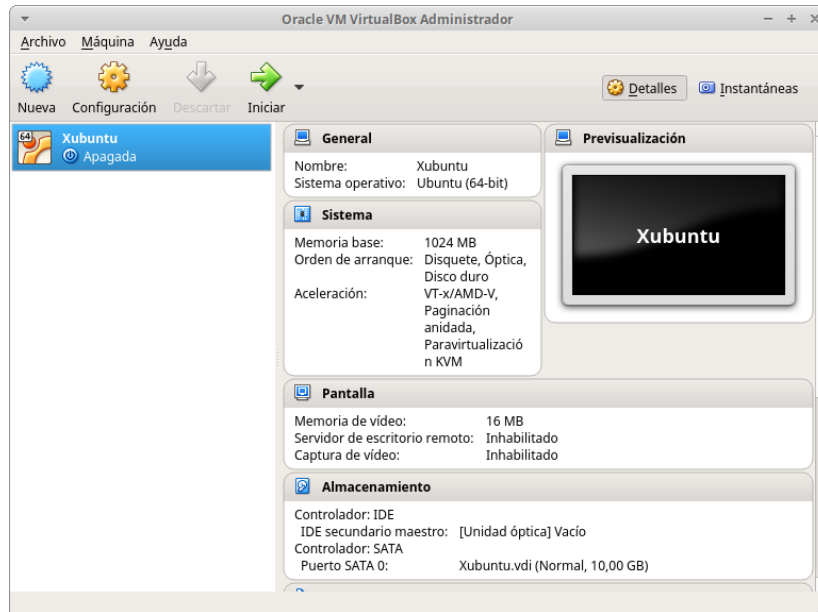 Oracle VM VirtualBox Administrador
Archivo Máquina Ayuda
Nueva Configuración Descartar Iniciar
Detalles Instantáneas
64
Xubuntu
Apagada
General
Nombre: Xubuntu
Sistema operativo: Ubuntu (64-bit)
Previsualización
Xubuntu
Sistema
Memoria base: 1024 MB
Orden de arranque: Disquete, Óptica,
Disco duro
Aceleración: VT-x/AMD-V,
Paginación
anidada,
Paravirtualizació
n KVM
Pantalla
Memoria de vídeo: 16 MB
Servidor de escritorio remoto: Inhabilitado
Captura de vídeo: Inhabilitado
Almacenamiento
Controlador: IDE
IDE secundario maestro: [Unidad óptica] Vacío
Controlador: SATA
Puerto SATA 0: Xubuntu.vdi (Normal, 10,00 GB)